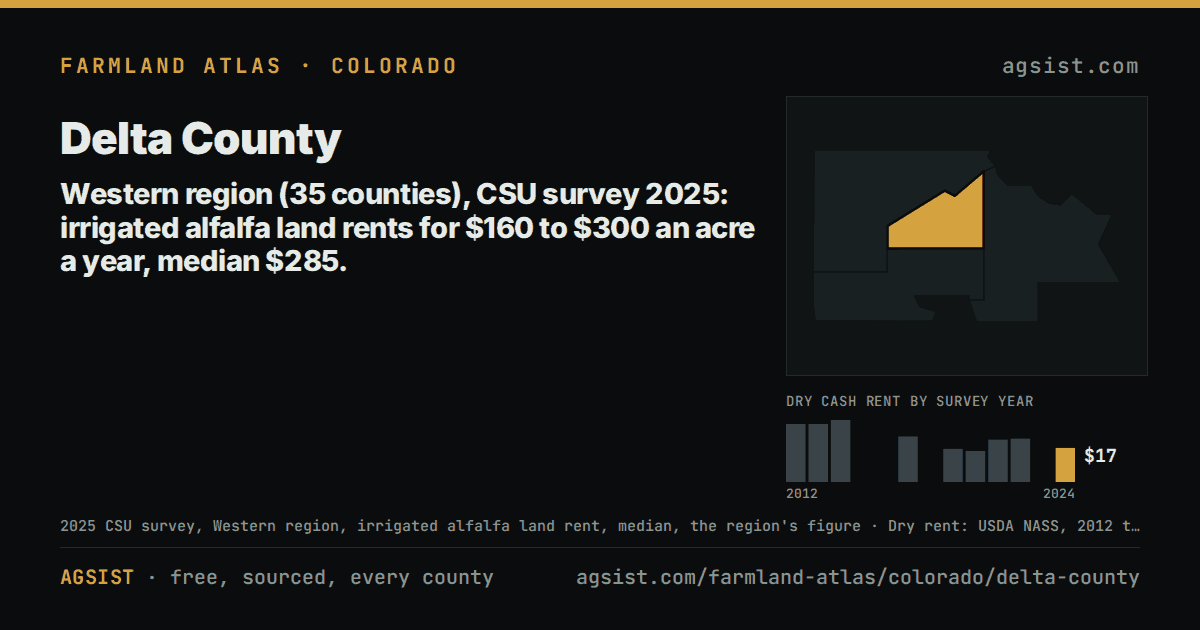 FARMLAND ATLAS · COLORADO
agsist.com
Delta County
Western region (35 counties), CSU survey 2025:
irrigated alfalfa land rents for $160 to $300 an acre
a year, median $285.
DRY CASH RENT BY SURVEY YEAR
$17
2012
2024
2025 CSU survey, Western region, irrigated alfalfa land rent, median, the region's figure · Dry rent: USDA NASS, 2012 t…
AGSIST · free, sourced, every county
agsist.com/farmland-atlas/colorado/delta-county